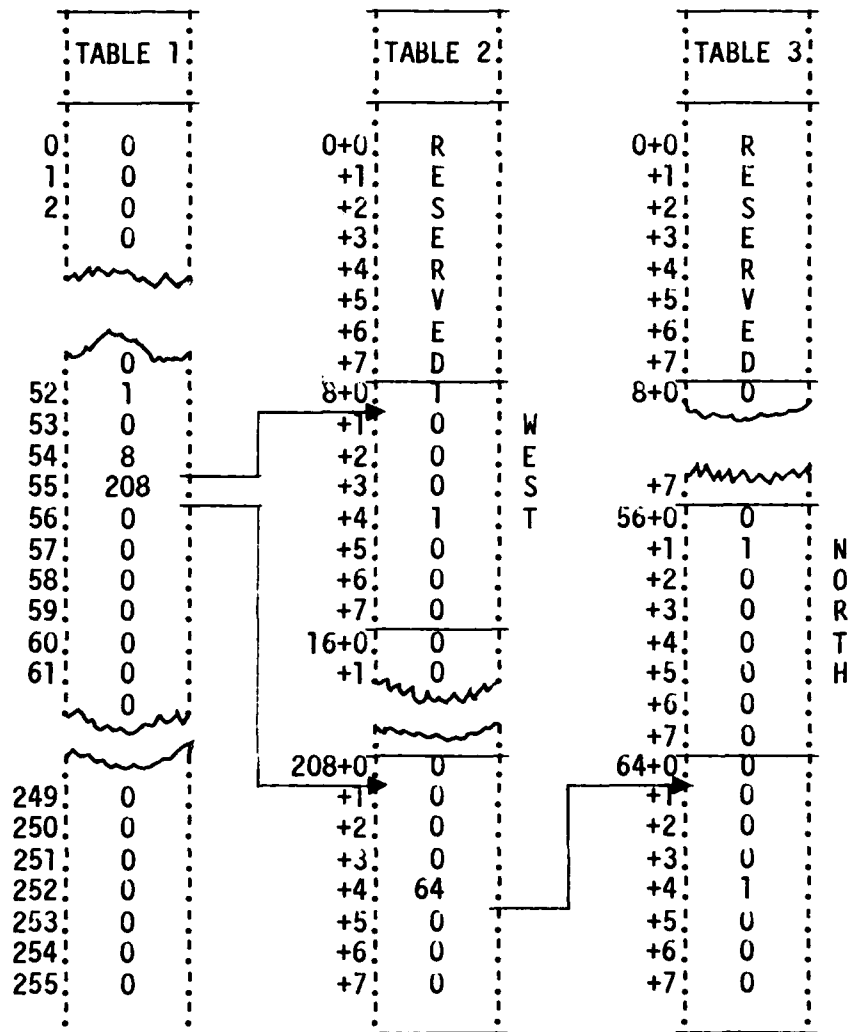 TABLE 1 TABLE 2 TABLE 3
0 0 0+0 R 0+0 R
1 0 +1 E +1 E
2 0 +2 S +2 S
0 +3 E +3 E
+4 R +4 R
+5 V +5 V
+6 E +6 E
0 +7 D +7 D
52 1 8+0 1 8+0 0
53 0 +1 0 W
54 8 +2 0 E
55 208 +3 0 S +7
56 0 +4 1 T 56+0 0
57 0 +5 0 +1 1 N
58 0 +6 0 +2 0 O
59 0 +7 0 +3 0 R
60 0 16+0 0 +4 0 T
61 0 +1 0 +5 0 H
0 +6 0
+7 0
208+0 0 64+0 0
249 0 +1 0 +1 0
250 0 +2 0 +2 0
251 0 +3 0 +3 0
252 0 +4 64 +4 1
253 0 +5 0 +5 0
254 0 +6 0 +6 0
255 0 +7 0 +7 0